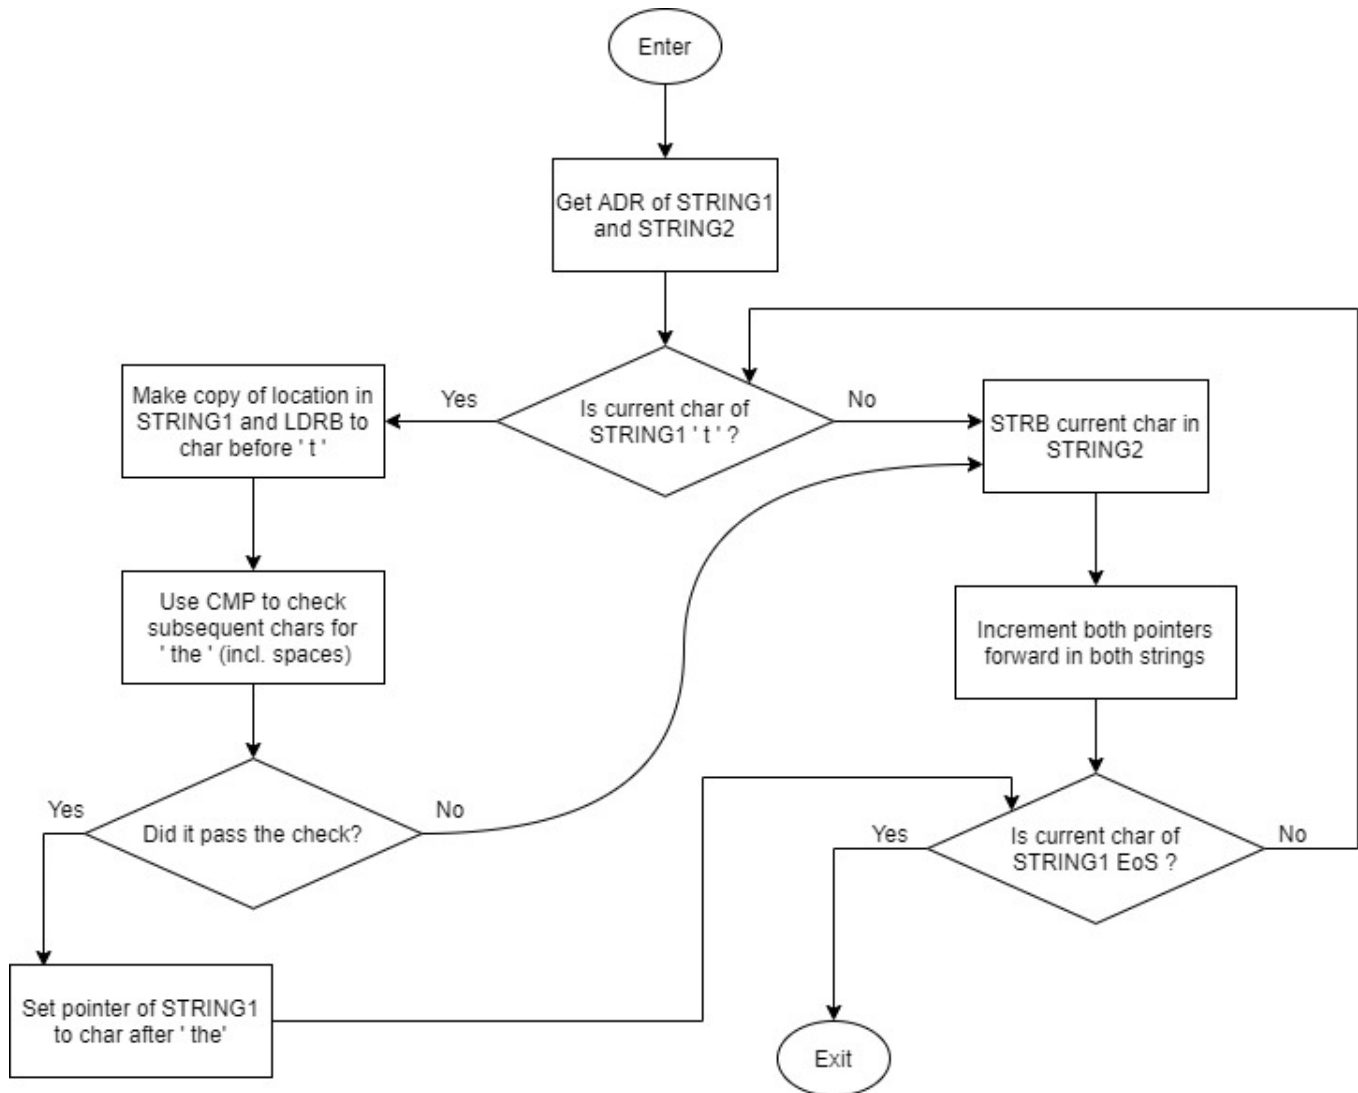 Enter
Get ADR of STRING1
and STRING2
Is current char of
STRING1 ' t ' ?
Yes
No
Make copy of location in
STRING1 and LDRB to
char before ' t '
STRB current char in
STRING2
Use CMP to check
subsequent chars for
' the ' (incl. spaces)
Increment both pointers
forward in both strings
Did it pass the check?
Yes
No
Is current char of
STRING1 EoS ?
Yes
No
Set pointer of STRING1
to char after ' the'
Exit